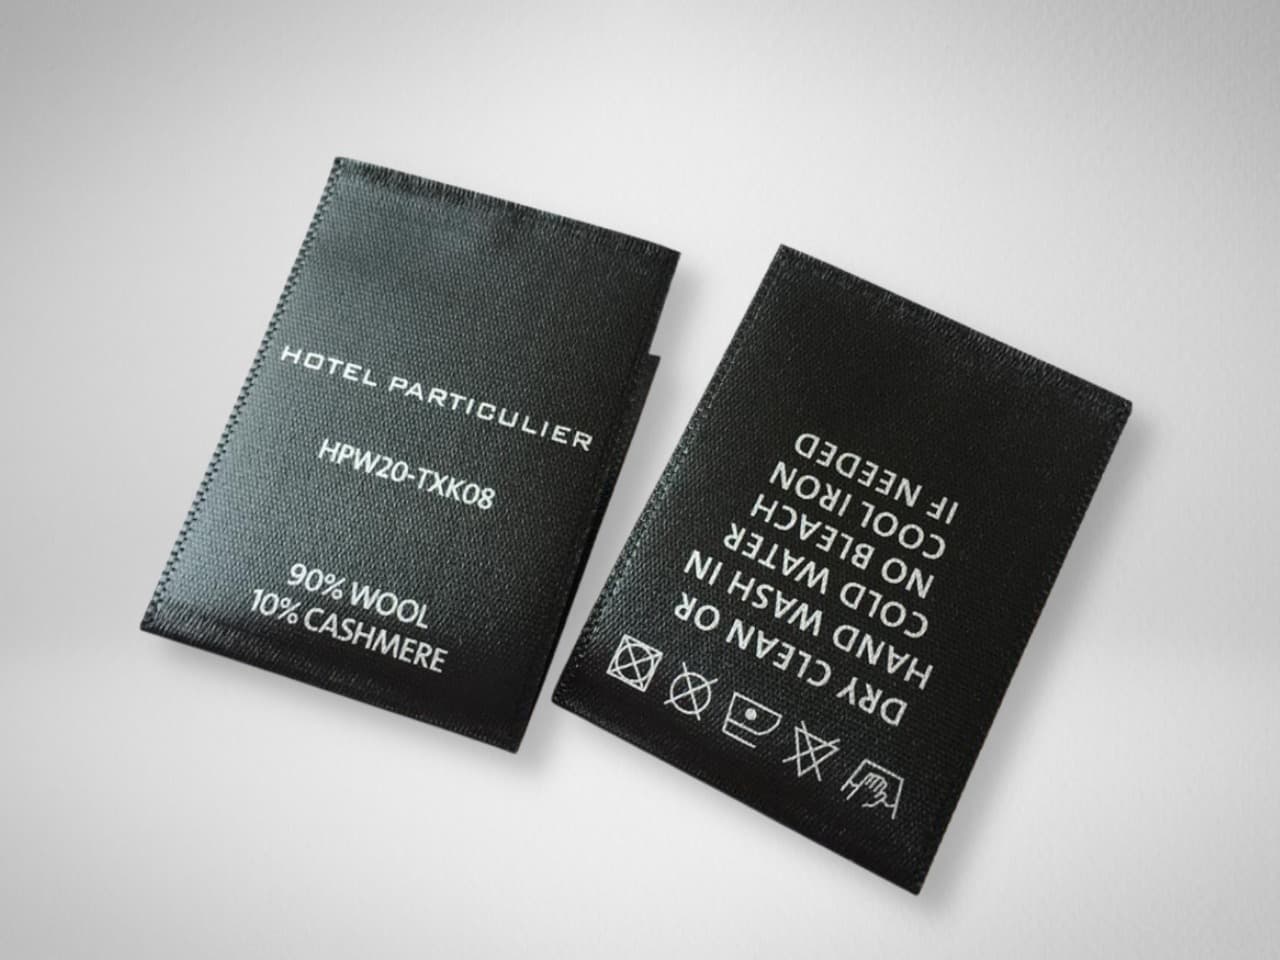 HOTEL PARTICULIER
HPW20-TXK08
90% WOOL
10% CASHMERE
DRY CLEAN OR
HAND WASH IN
COLD WATER
NO BLEACH
COOL IRON
IF NEEDED